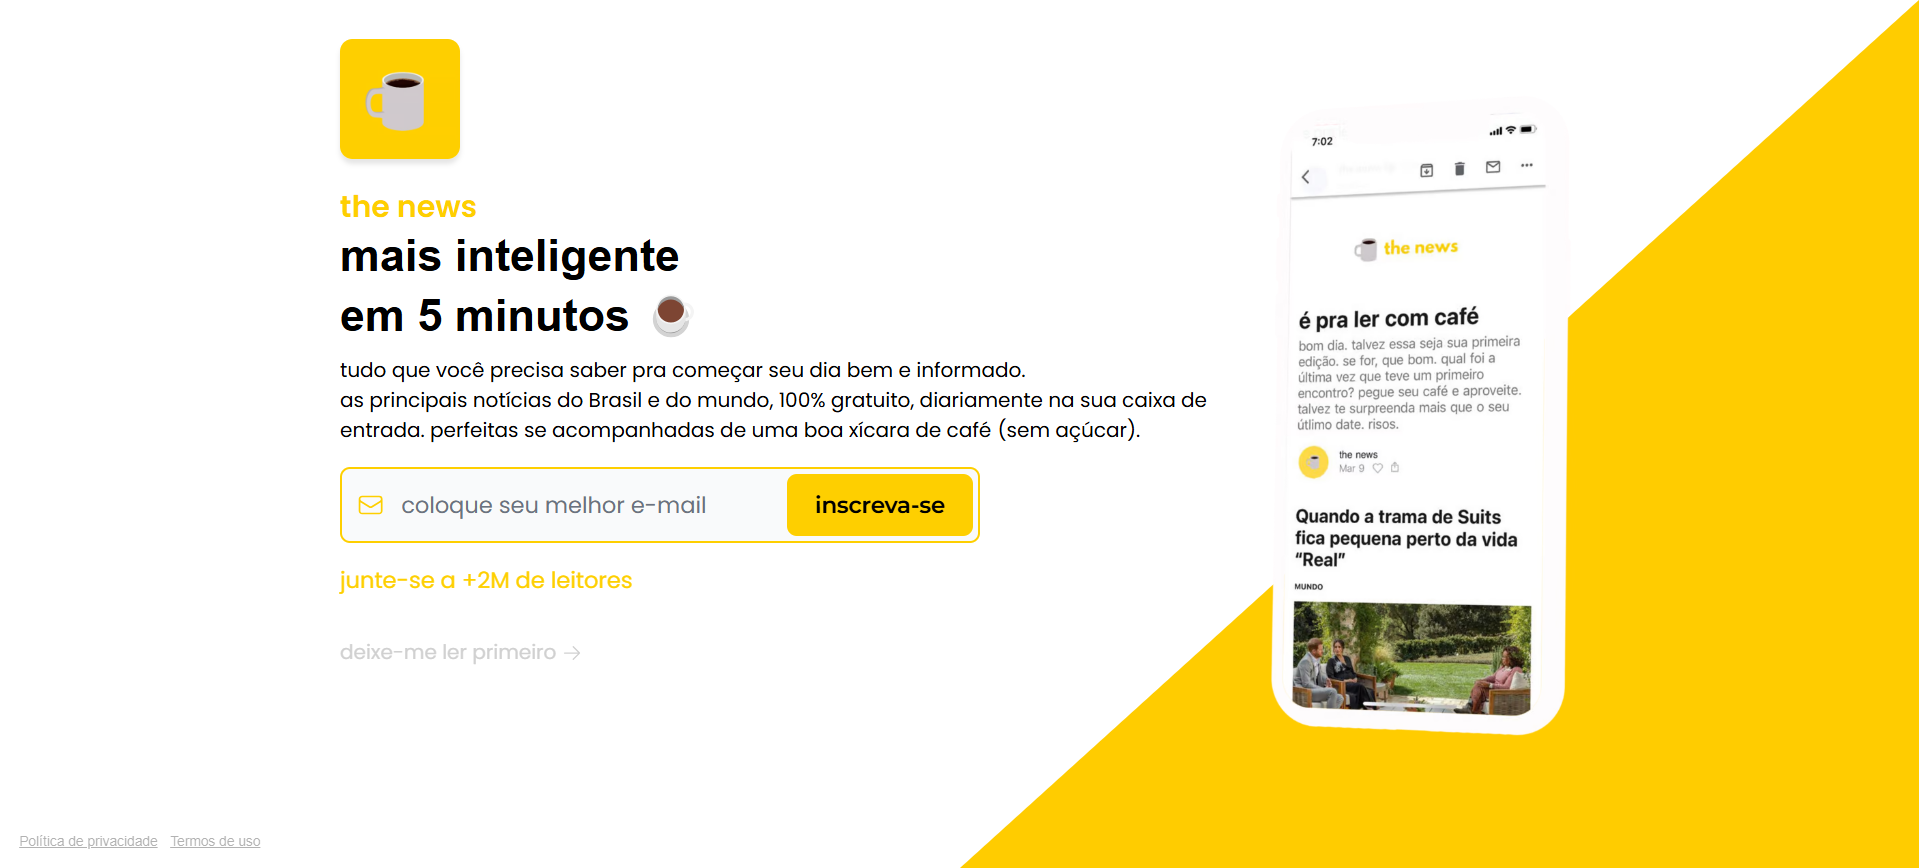 the news
mais inteligente
em 5 minutos
tudo que você precisa saber pra começar seu dia bem e informado.
as principais notícias do Brasil e do mundo, 100% gratuito, diariamente na sua caixa de
entrada. perfeitas se acompanhadas de uma boa xícara de café (sem açúcar).
coloque seu melhor e-mail
inscreva-se
junte-se a +2M de leitores
deixe-me ler primeiro →
Política de privacidade
Termos de uso
7:02
the news
é pra ler com café
bom dia. talvez essa seja sua primeira
edição. se for, que bom. qual foi a
última vez que teve um primeiro
encontro? pegue seu café e aproveite.
talvez te surpreenda mais que o seu
útlimo date. risos.
the news
Mar 9
Quando a trama de Suits
fica pequena perto da vida
“Real”
MUNDO